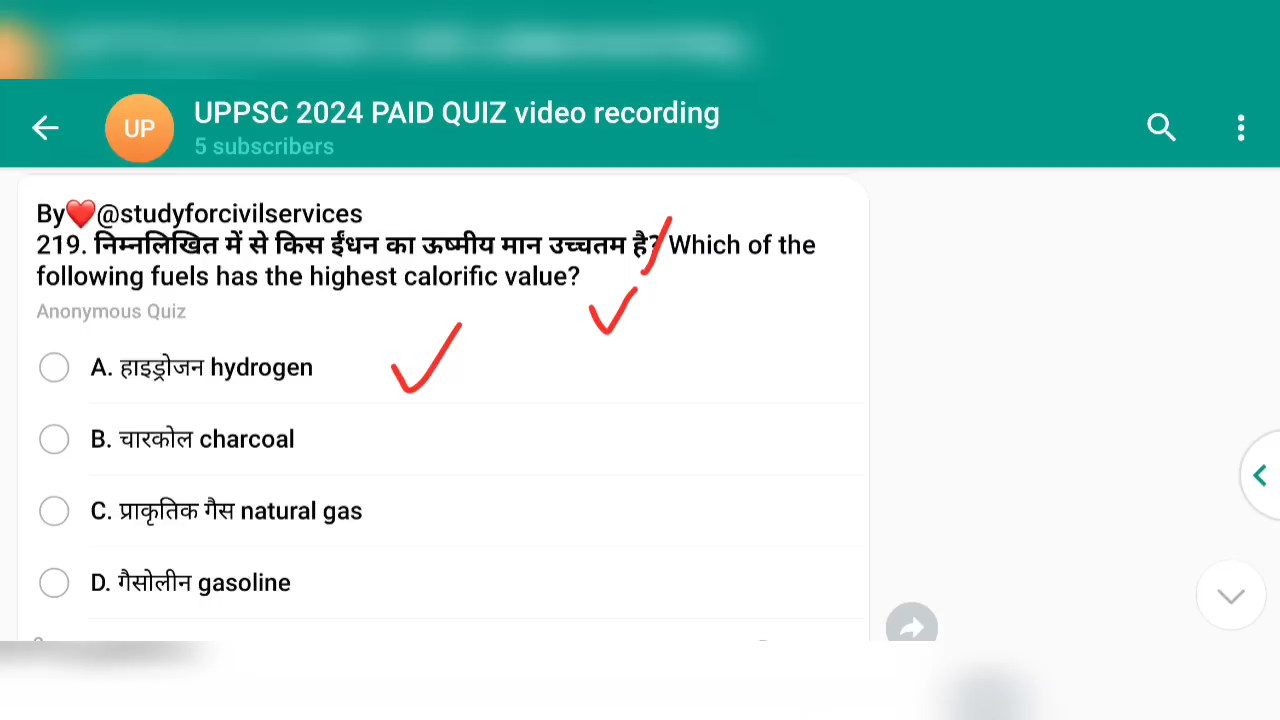 UPPSC 2024 PAID QUIZ video recording
5 subscribers
UP
By❤️@studyforcivilservices
219. निम्नलिखित में से किस ईंधन का ऊष्मीय मान उच्चतम है? Which of the
following fuels has the highest calorific value?
Anonymous Quiz
A. हाइड्रोजन hydrogen
B. चारकोल charcoal
C. प्राकृतिक गैस natural gas
D. गैसोलीन gasoline